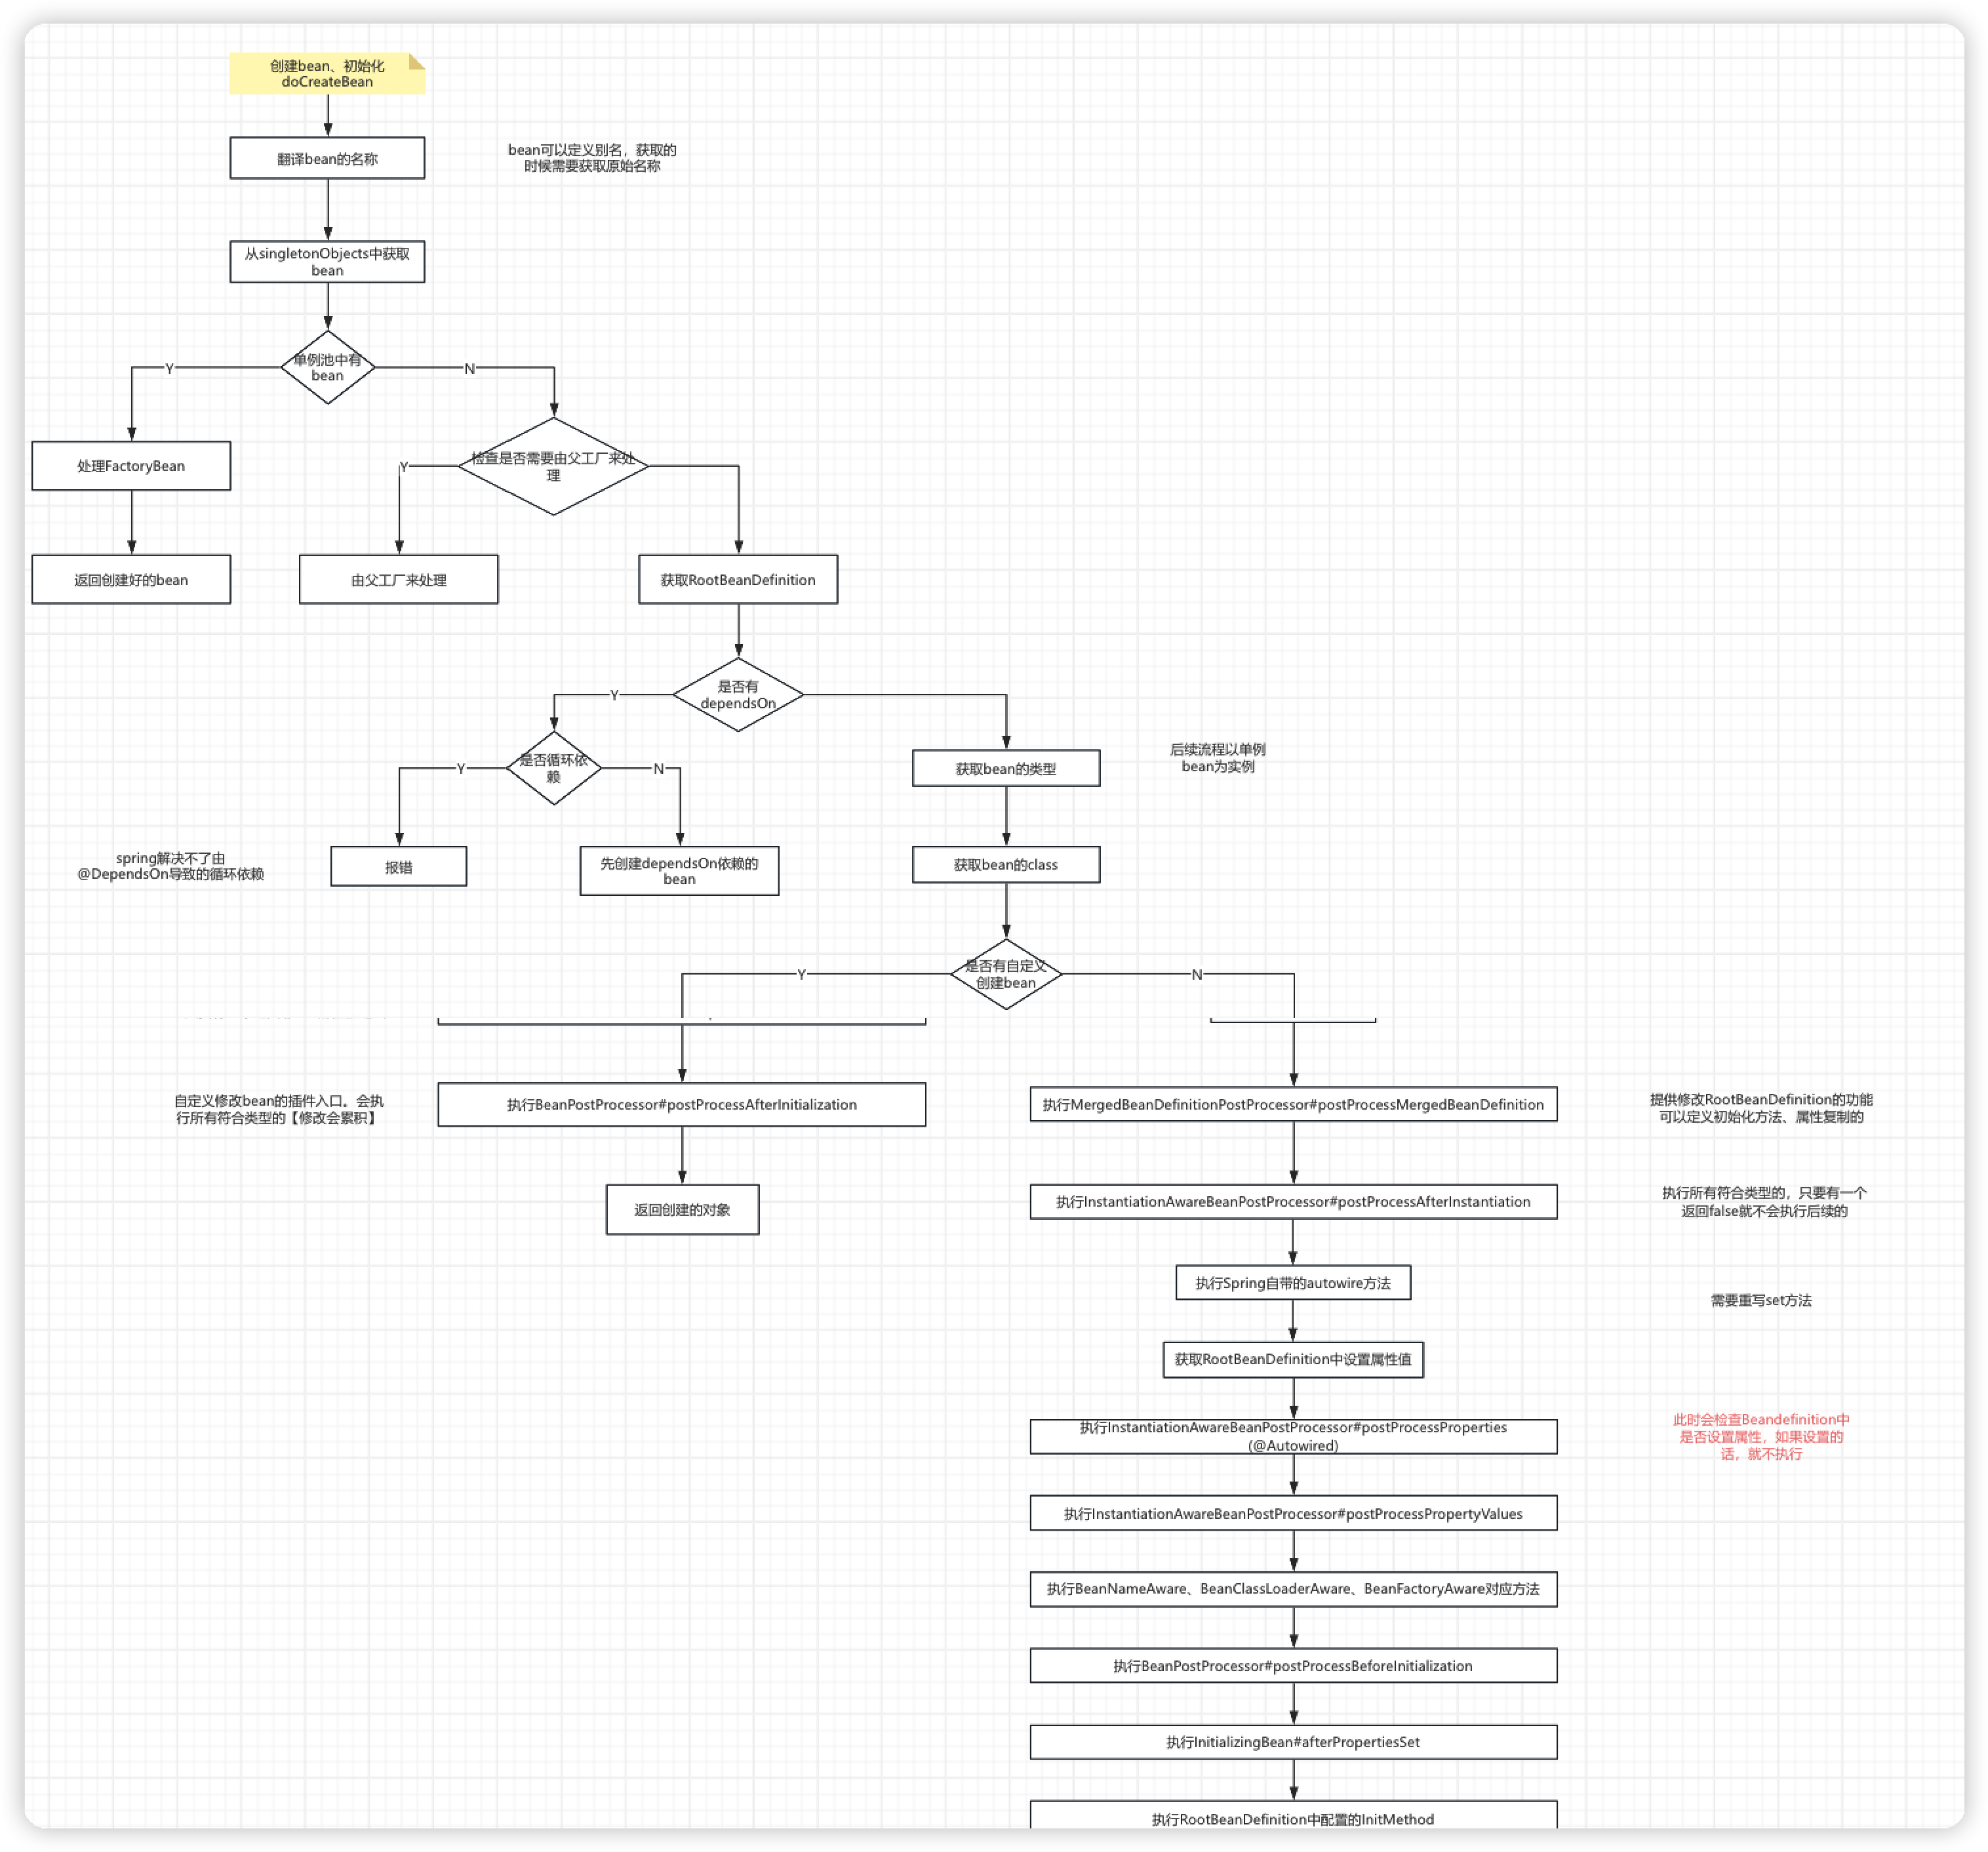 创建bean、初始化
doCreateBean
翻译bean的名称
bean可以定义别名，获取的
时候需要获取原始名称
从singletonObjects中获取
bean
单例池中有
bean
Y
N
处理FactoryBean
检查是否需要由父工厂来处
理
Y
返回创建好的bean
由父工厂来处理
获取RootBeanDefinition
是否有
dependsOn
Y
是否循环依
赖
Y
N
获取bean的类型
后续流程以单例
bean为实例
spring解决不了由
@DependsOn导致的循环依赖
报错
先创建dependsOn依赖的
bean
获取bean的class
是否有自定义
创建bean
Y
N
自定义修改bean的插件入口。会执
行所有符合类型的【修改会累积】
执行BeanPostProcessor#postProcessAfterInitialization
执行MergedBeanDefinitionPostProcessor#postProcessMergedBeanDefinition
提供修改RootBeanDefinition的功能
可以定义初始化方法、属性复制的
返回创建的对象
执行InstantiationAwareBeanPostProcessor#postProcessAfterInstantiation
执行所有符合类型的，只要有一个
返回false就不会执行后续的
执行Spring自带的autowire方法
需要重写set方法
获取RootBeanDefinition中设置属性值
执行InstantiationAwareBeanPostProcessor#postProcessProperties
(@Autowired)
此时会检查Beandefinition中
是否设置属性，如果设置的
话，就不执行
执行InstantiationAwareBeanPostProcessor#postProcessPropertyValues
执行BeanNameAware、BeanClassLoaderAware、BeanFactoryAware对应方法
执行BeanPostProcessor#postProcessBeforeInitialization
执行InitializingBean#afterPropertiesSet
执行RootBeanDefinition中配置的InitMethod